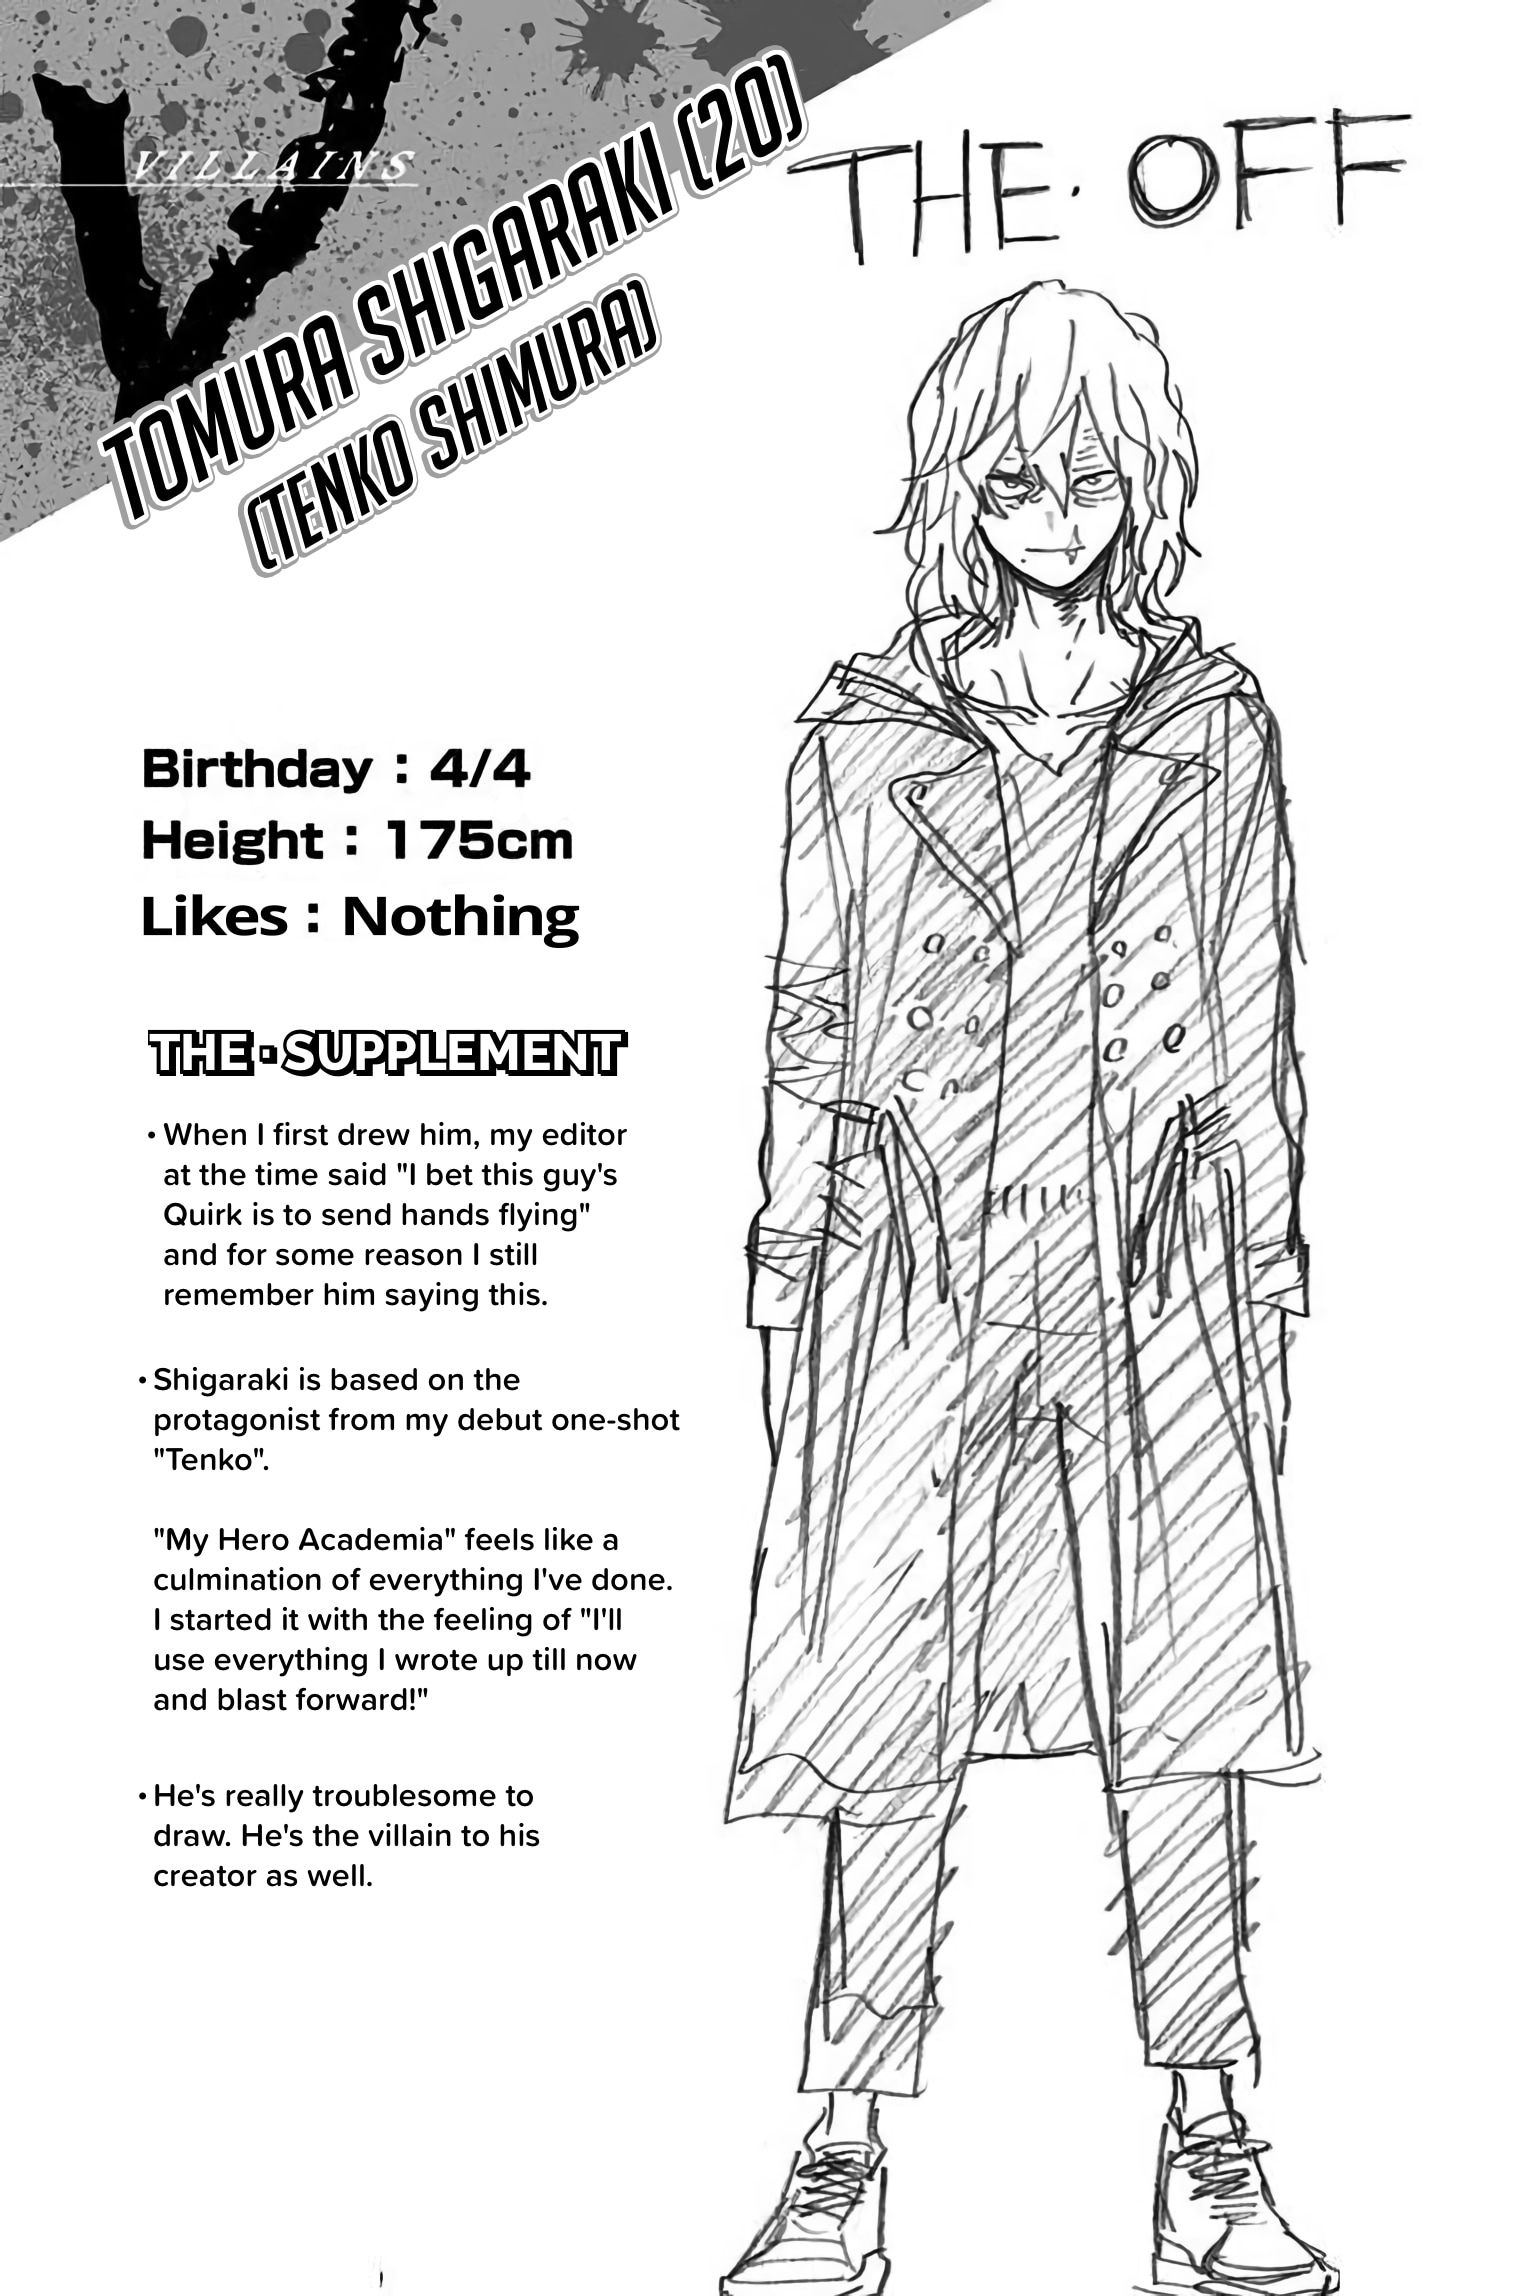 VILLAINS
TOMURA SHIGARAKI (20)
(TENKO SHIMURA)
THE・OFF
Birthday : 4/4
Height : 175cm
Likes : Nothing
THE・SUPPLEMENT
• When I first drew him, my editor
at the time said "I bet this guy's
Quirk is to send hands flying"
and for some reason I still
remember him saying this.
• Shigaraki is based on the
protagonist from my debut one-shot
"Tenko".
"My Hero Academia" feels like a
culmination of everything I've done.
I started it with the feeling of "I'll
use everything I wrote up till now
and blast forward!"
• He's really troublesome to
draw. He's the villain to his
creator as well.